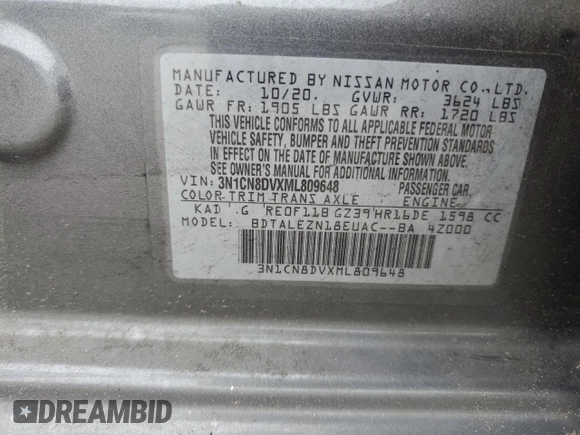 MANUFACTURED BY NISSAN MOTOR CO.,LTD.
DATE: 10/20. GVWR: 3624 LBS
GAWR FR: 1905 LBS GAWR RR: 1720 LBS
THIS VEHICLE CONFORMS TO ALL APPLICABLE FEDERAL MOTOR
VEHICLE SAFETY, BUMPER AND THEFT PREVENTION STANDARDS
IN EFFECT ON THE DATE OF MANUFACTURE SHOWN ABOVE.
SEE OWNER'S MANUAL FOR ADDITIONAL INFORMATION
VIN: 3N1CN8DVXML809648 PASSENGER CAR
COLOR TRIM TRANS AXLE ENGINE
KAD G RE0F11B GZ39 HR16DE 1598 CC
MODEL: BDTALEZN18EUAC--BA 4Z000
3N1CN8DVXML809648
DREAMBID